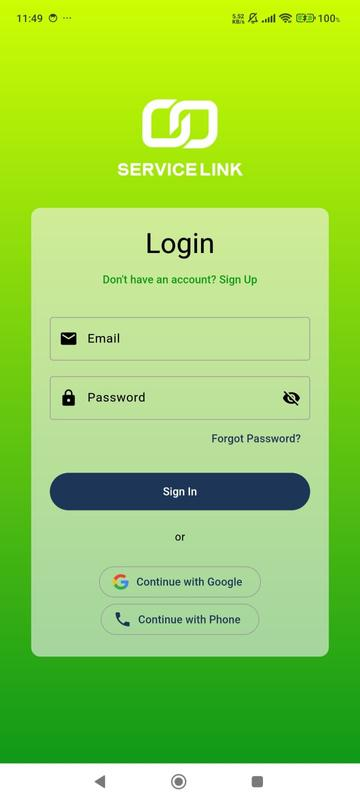 11:49
5.52 KB/s
100%
SERVICE LINK
Login
Don't have an account? Sign Up
Email
Password
Forgot Password?
Sign In
or
Continue with Google
Continue with Phone